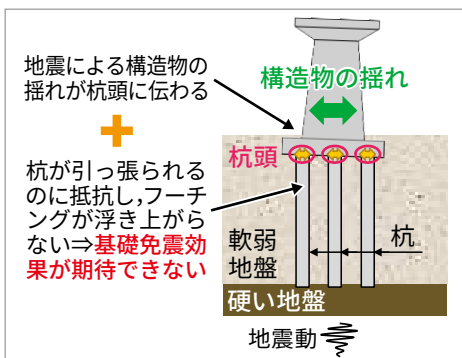 地震による構造物の
揺れが杭頭に伝わる
+
杭が引っ張られる
のに抵抗し,フーチ
ングが浮き上がら
ない⇒基礎免震効
果が期待できない
構造物の揺れ
杭頭
軟弱
地盤
杭
硬い地盤
地震動